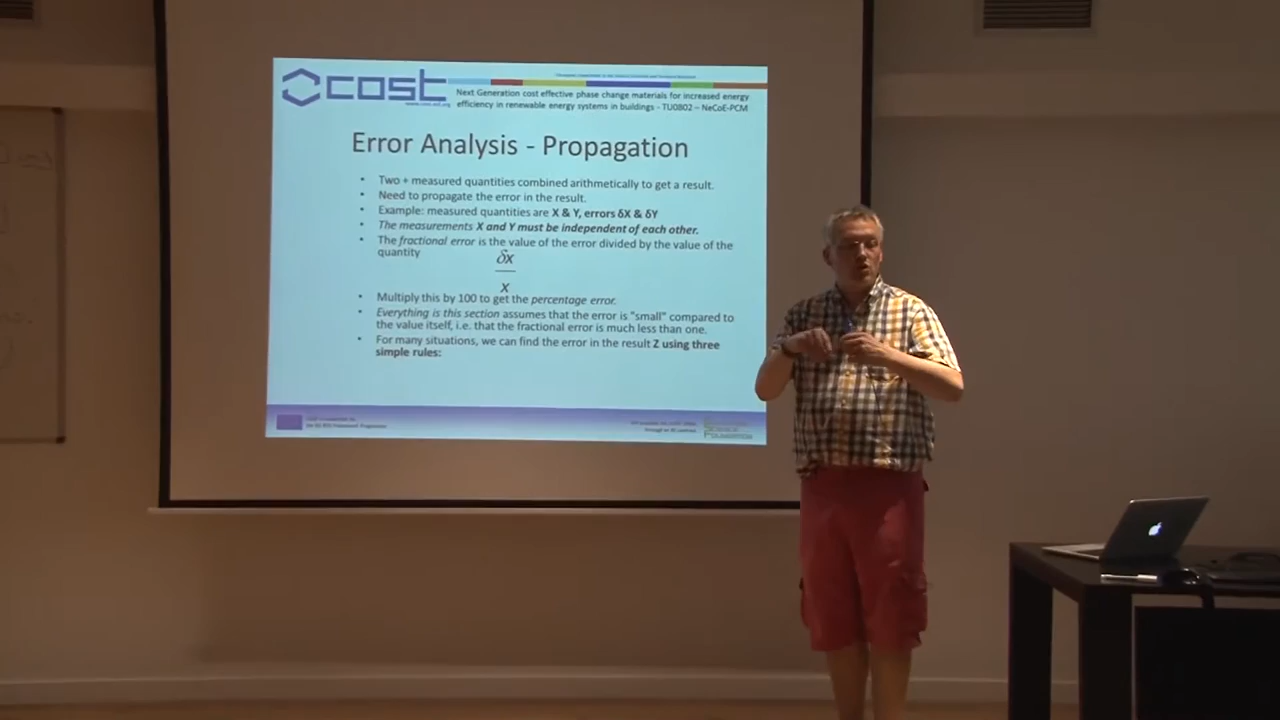 cost
Next Generation cost effective phase change materials for increased energy
efficiency in renewable energy systems in buildings - TU0802 – NeCoE-PCM
Error Analysis - Propagation
• Two + measured quantities combined arithmetically to get a result.
• Need to propagate the error in the result.
• Example: measured quantities are X & Y, errors δX & δY
• The measurements X and Y must be independent of each other.
• The fractional error is the value of the error divided by the value of the
quantity
δx
x
• Multiply this by 100 to get the percentage error.
• Everything is this section assumes that the error is "small" compared to
the value itself, i.e. that the fractional error is much less than one.
• For many situations, we can find the error in the result Z using three
simple rules: